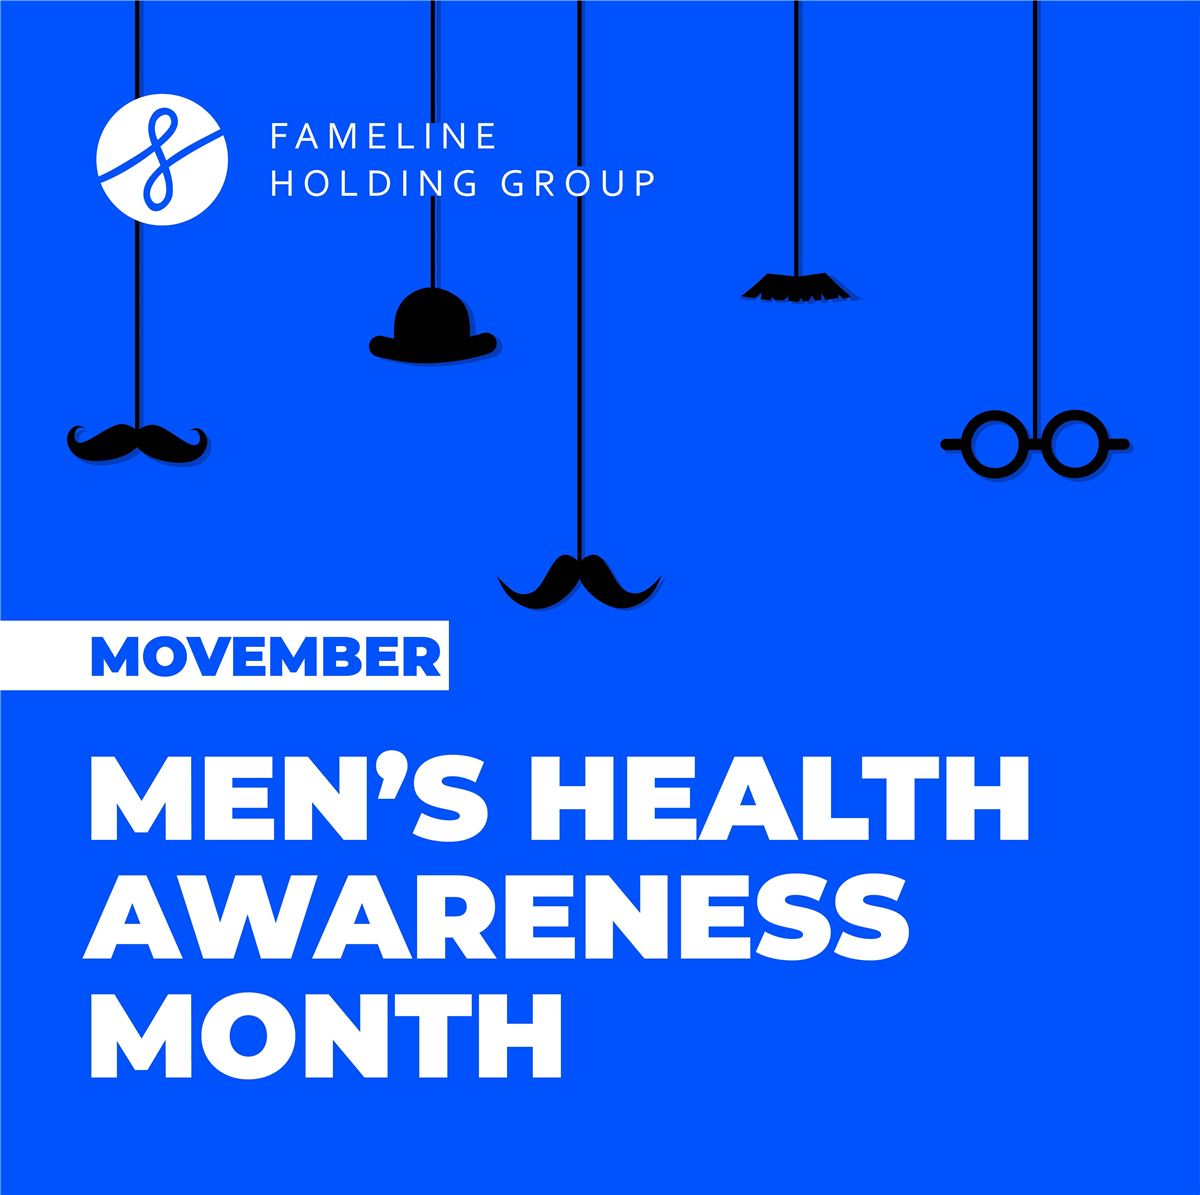 FAMELINE
HOLDING GROUP
MOVEMBER
MEN’S HEALTH
AWARENESS
MONTH